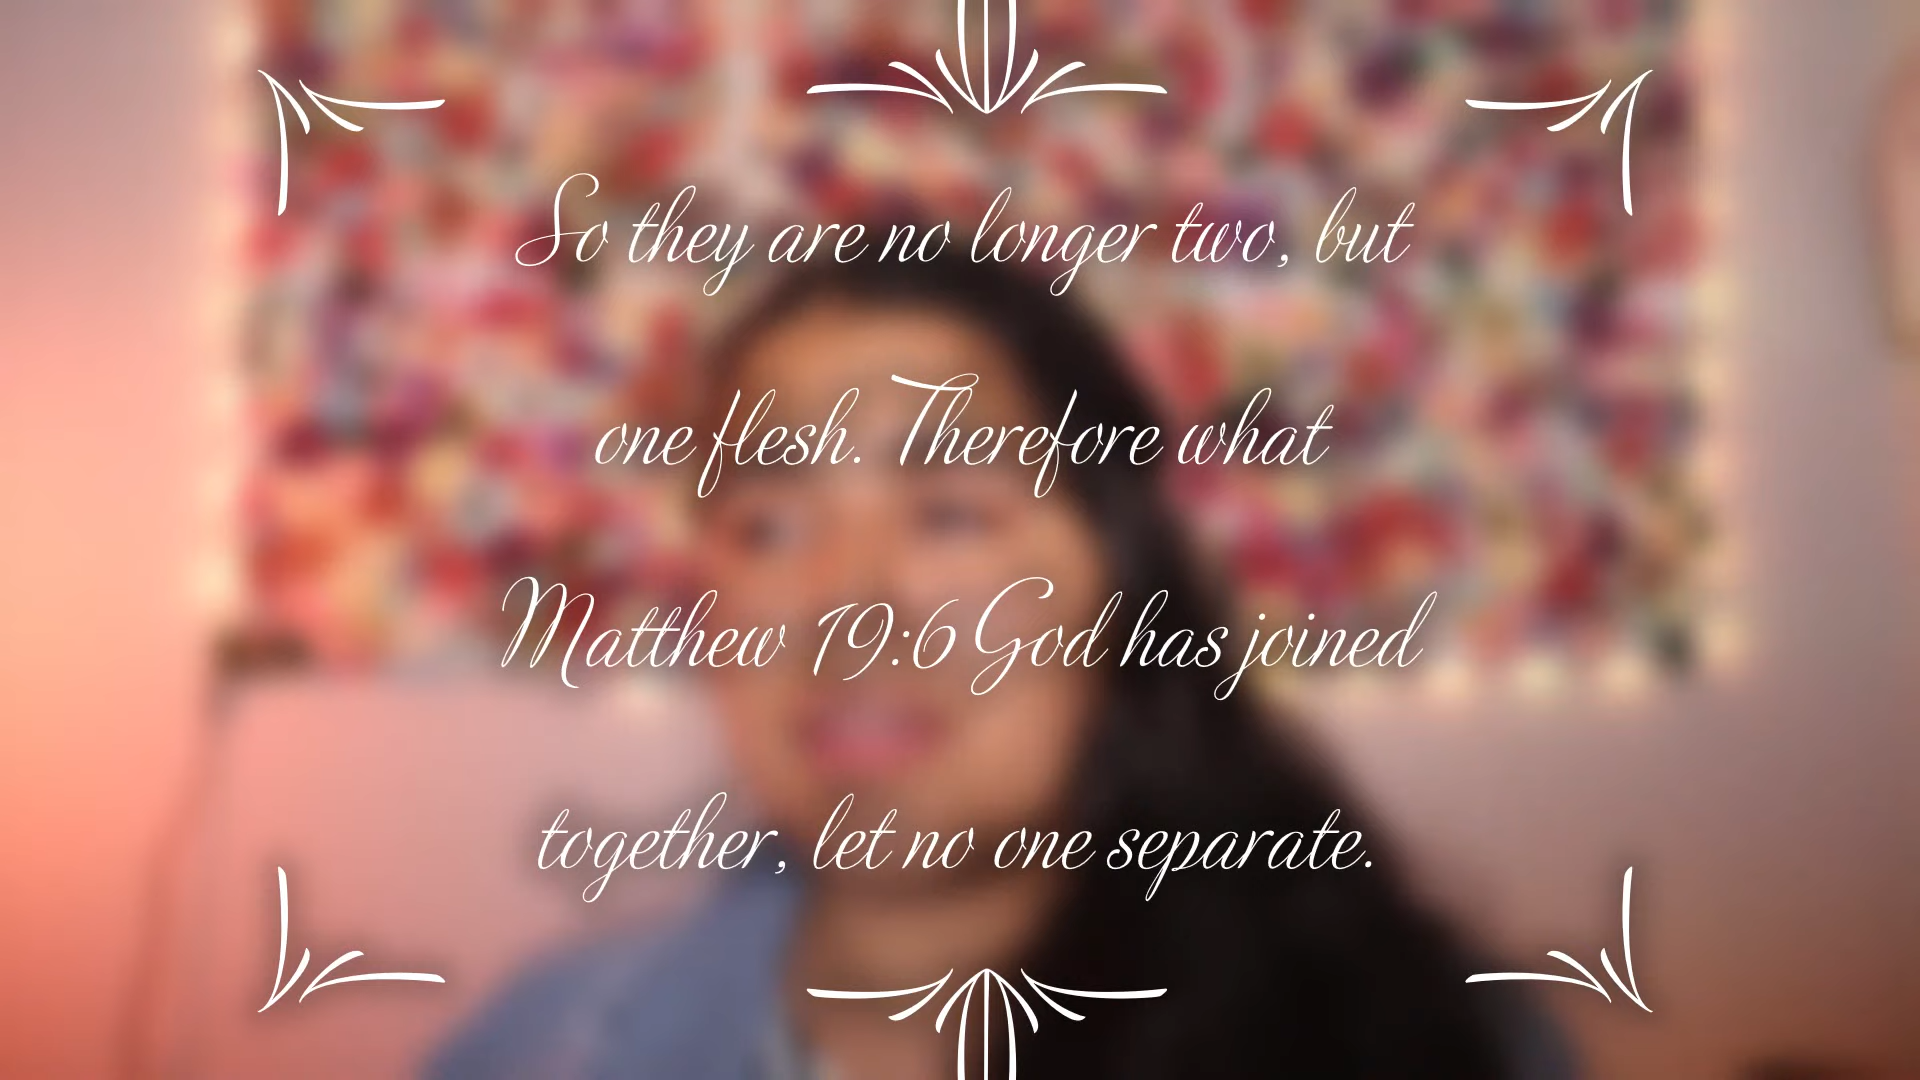 So they are no longer two, but
one flesh. Therefore what
Matthew 19:6 God has joined
together, let no one separate.